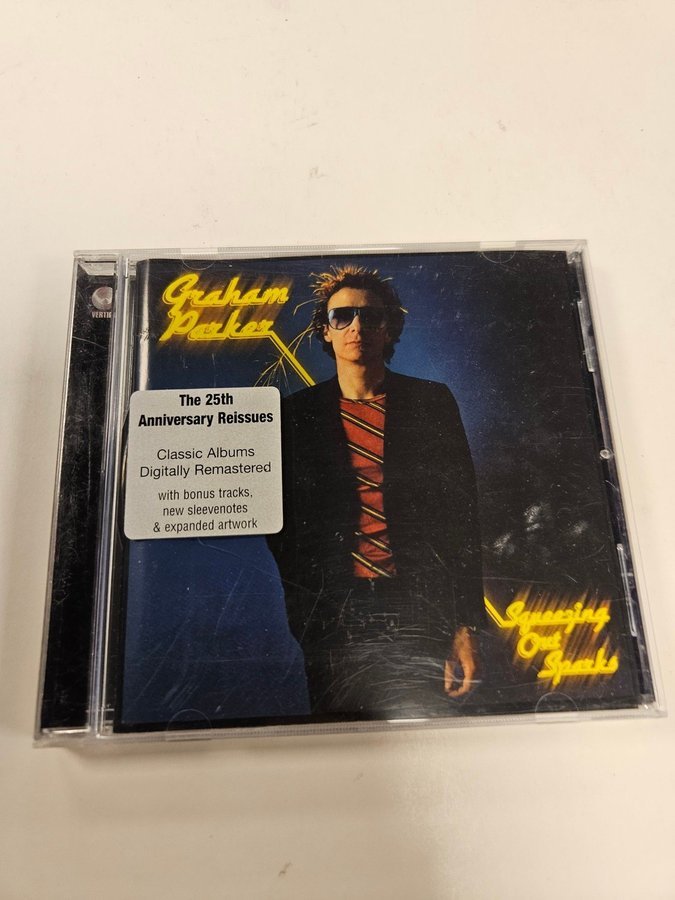 Graham
Parker
VERTIG
The 25th
Anniversary Reissues
Classic Albums
Digitally Remastered
with bonus tracks,
new sleevenotes
& expanded artwork
Squeezing
Out
Sparks